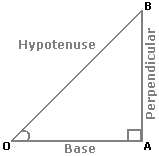 B
Hypotenuse
Perpendicular
O
Base
A